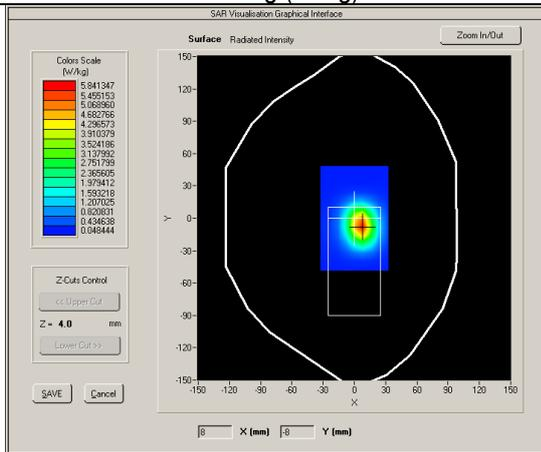 SAR Visualisation Graphical Interface
Surface Radiated Intensity
Zoom In/Out
Colors Scale
(W/kg)
5.841347
5.455153
5.068960
4.682766
4.296573
3.910379
3.524186
3.137992
2.751799
2.365605
1.979412
1.593218
1.207025
0.820831
0.434638
0.048444
Z-Cuts Control
<< Upper Cut
Z = 4.0 mm
Lower Cut >>
SAVE
Cancel
150
120
90
60
30
0
-30
-60
-90
-120
-150
Y
-150 -120 -90 -60 -30 0 30 60 90 120 150
X
8 X (mm) -8 Y (mm)